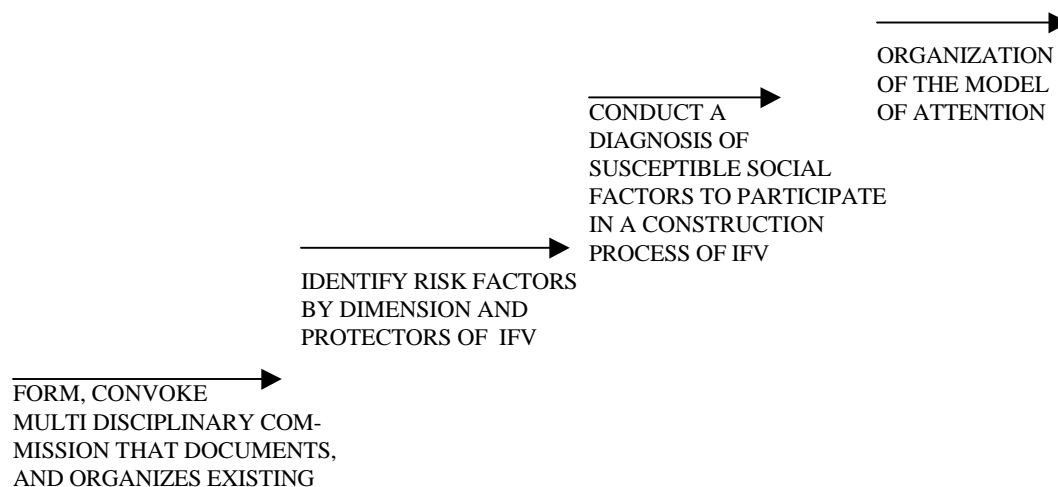 ORGANIZATION
OF THE MODEL
OF ATTENTION
CONDUCT A
DIAGNOSIS OF
SUSCEPTIBLE SOCIAL
FACTORS TO PARTICIPATE
IN A CONSTRUCTION
PROCESS OF IFV
IDENTIFY RISK FACTORS
BY DIMENSION AND
PROTECTORS OF IFV
FORM, CONVOKE
MULTI DISCIPLINARY COM-
MISSION THAT DOCUMENTS,
AND ORGANIZES EXISTING